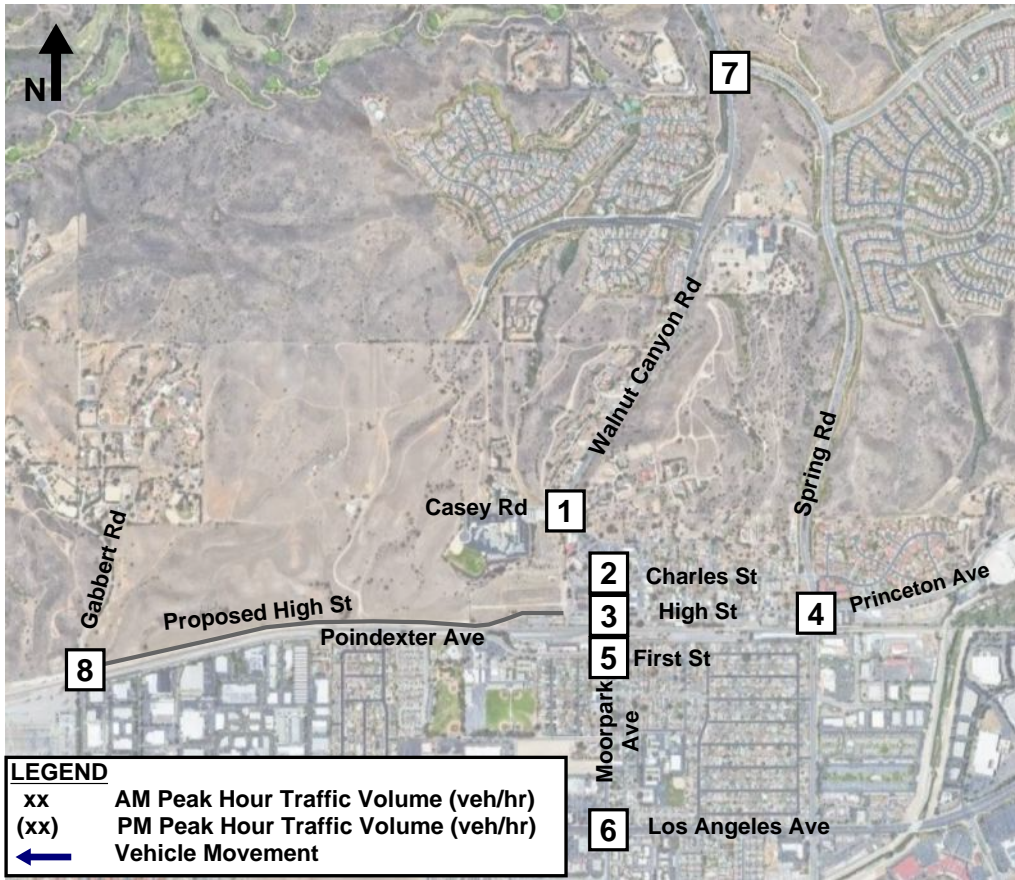 N
7
Walnut Canyon Rd
Spring Rd
Casey Rd
1
Gabbert Rd
2
Charles St
Princeton Ave
Proposed High St
3
High St
4
Poindexter Ave
8
5
First St
Moorpark
Ave
6
Los Angeles Ave
LEGEND
xx AM Peak Hour Traffic Volume (veh/hr)
(xx) PM Peak Hour Traffic Volume (veh/hr)
Vehicle Movement